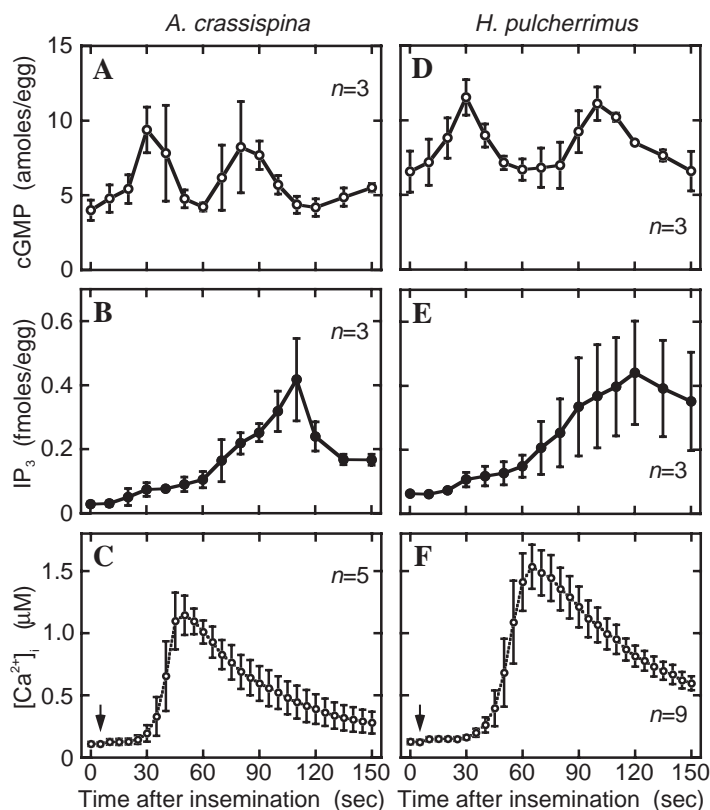 A. crassispina
H. pulcherrimus
15
10
5
0
cGMP (amoles/egg)
A
n=3
D
n=3
0.6
0.4
0.2
0
IP3 (fmoles/egg)
B
n=3
E
n=3
1.5
1.0
0.5
0
[Ca2+]i (μM)
C
n=5
F
n=9
0 30 60 90 120 150
0 30 60 90 120 150
Time after insemination (sec)
Time after insemination (sec)